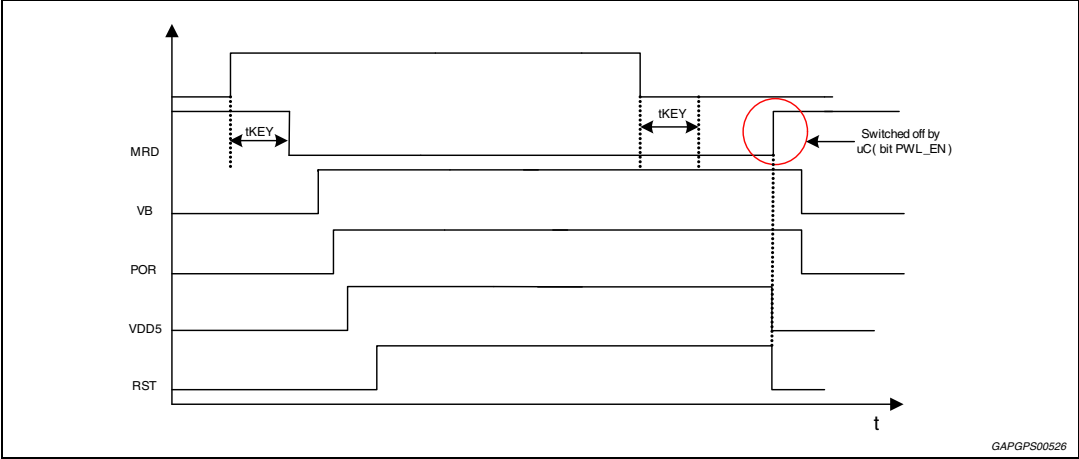 tKEY
tKEY
Switched off by
uC( bit PWL_EN)
MRD
VB
POR
VDD5
RST
t
GAPGPS00526